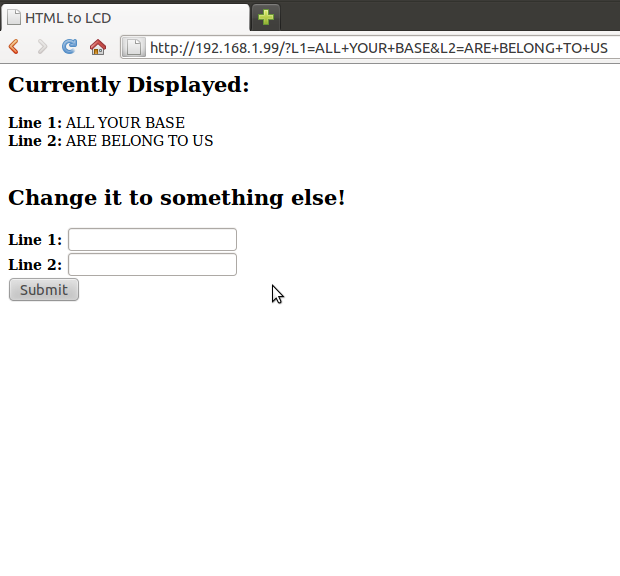 HTML to LCD
http://192.168.1.99/?L1=ALL+YOUR+BASE&L2=ARE+BELONG+TO+US
Currently Displayed:
Line 1: ALL YOUR BASE
Line 2: ARE BELONG TO US
Change it to something else!
Line 1:
Line 2:
Submit